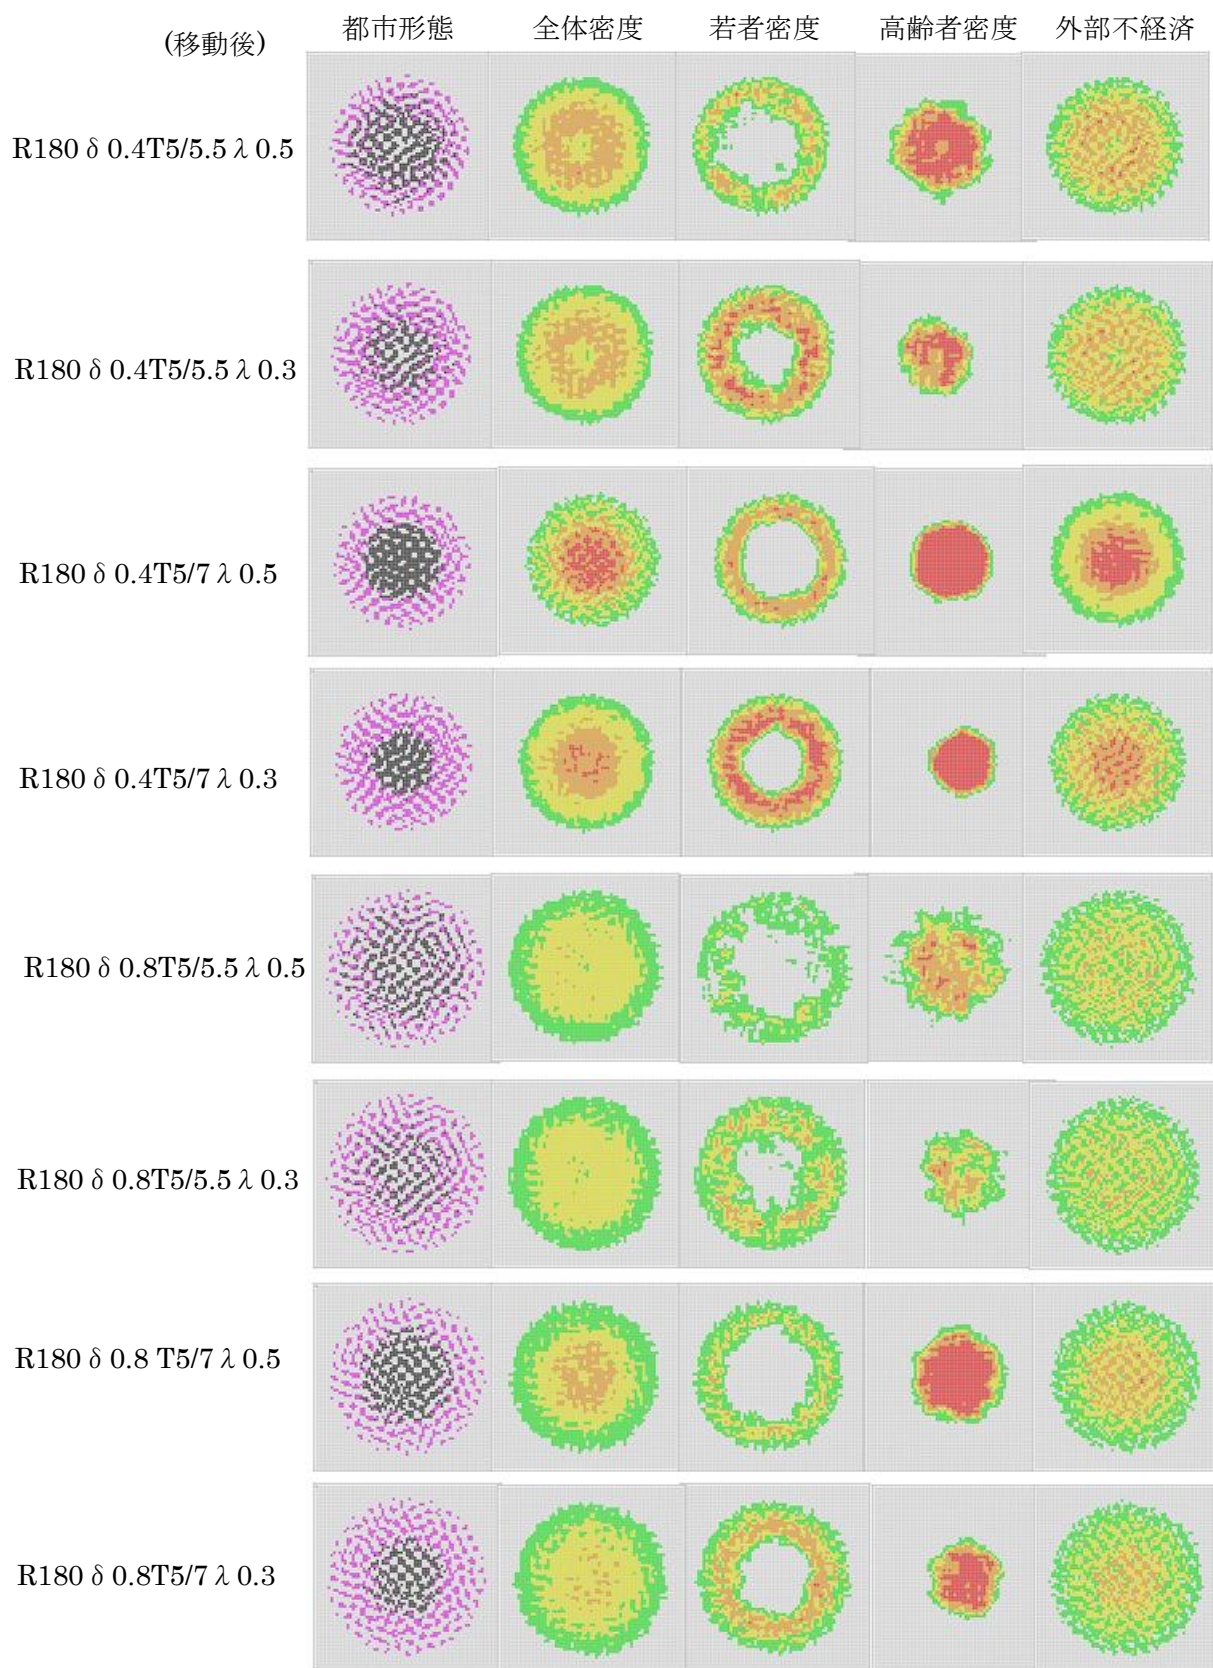 (移動後) 都市形態 全体密度 若者密度 高齢者密度 外部不経済
R180 δ 0.4T5/5.5 λ 0.5
R180 δ 0.4T5/5.5 λ 0.3
R180 δ 0.4T5/7 λ 0.5
R180 δ 0.4T5/7 λ 0.3
R180 δ 0.8T5/5.5 λ 0.5
R180 δ 0.8T5/5.5 λ 0.3
R180 δ 0.8 T5/7 λ 0.5
R180 δ 0.8T5/7 λ 0.3